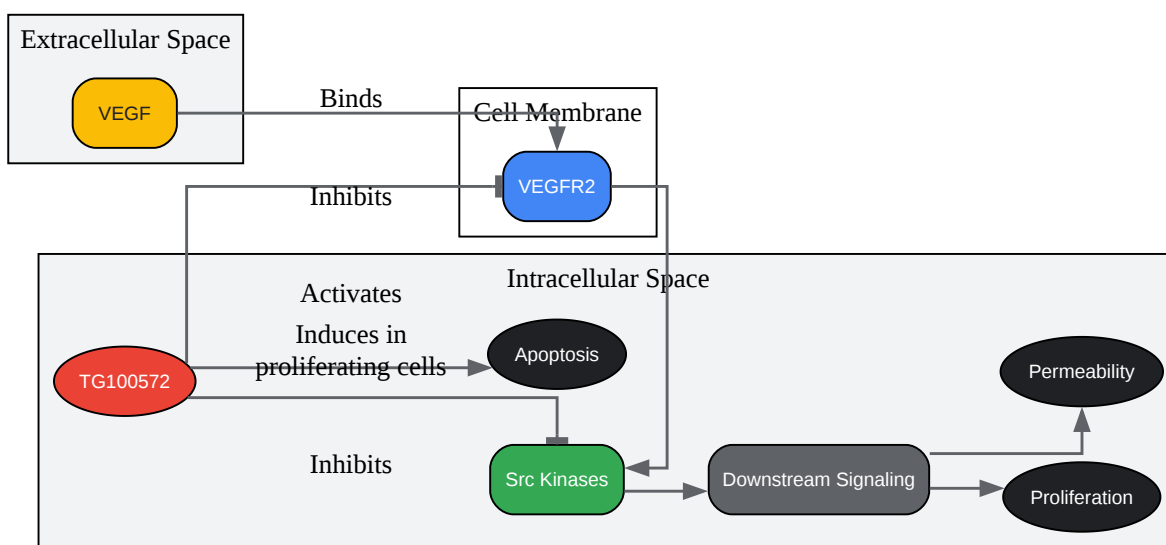 Extracellular Space
VEGF
Binds
Cell Membrane
VEGFR2
Inhibits
Intracellular Space
Activates
Induces in
proliferating cells
Apoptosis
TG100572
Permeability
Inhibits
Src Kinases
Downstream Signaling
Proliferation